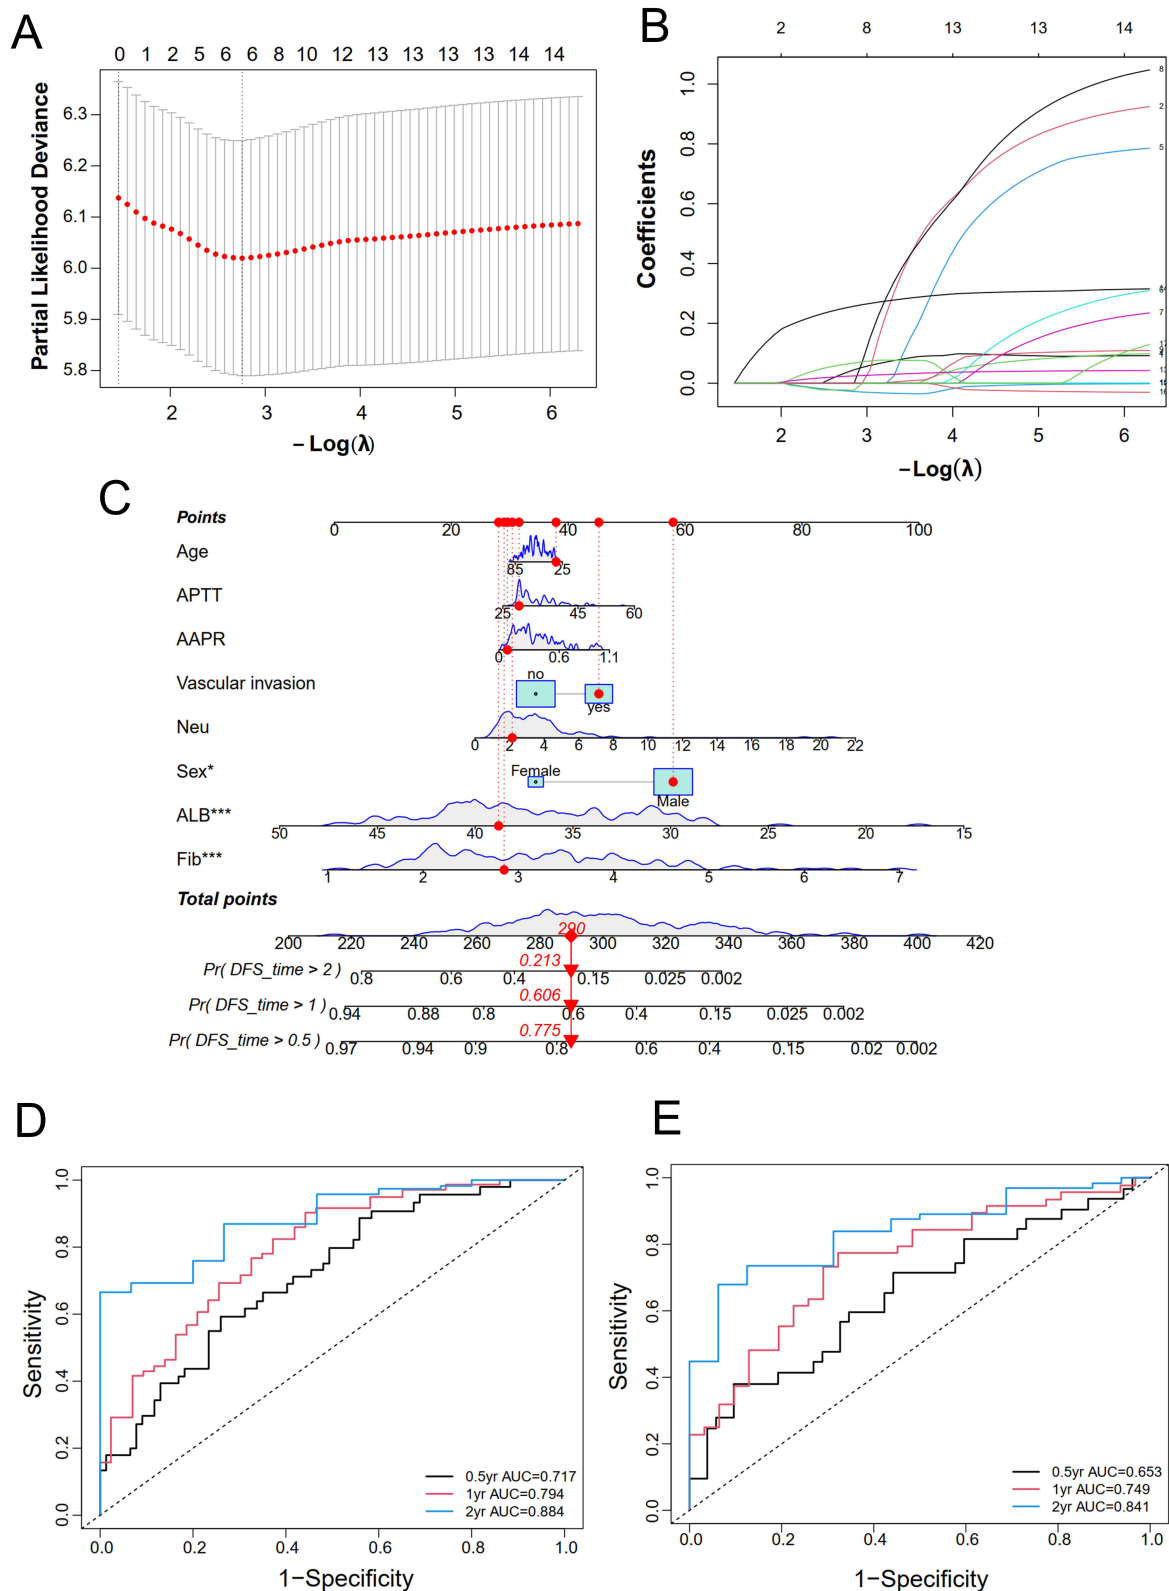 A
0 1 2 5 6 6 8 10 12 13 13 13 13 14 14
Partial Likelihood Deviance
6.3
6.2
6.1
6.0
5.9
5.8
2 3 4 5 6
−Log(λ)
B
2 8 13 13 14
Coefficients
1.0
0.8
0.6
0.4
0.2
0.0
8
2
5
7
2 3 4 5 6
−Log(λ)
C
Points
0 20 40 60 80 100
Age
85 25
APTT
25 45 60
AAPR
0 0.6 1.1
Vascular invasion
no
yes
Neu
0 2 4 6 8 10 12 14 16 18 20 22
Sex*
Female
Male
ALB***
50 45 40 35 30 25 20 15
Fib***
1 2 3 4 5 6 7
Total points
290
200 220 240 260 280 300 320 340 360 380 400 420
0.213
Pr( DFS_time > 2 )
0.8 0.6 0.4 0.15 0.025 0.002
0.606
Pr( DFS_time > 1 )
0.94 0.88 0.8 0.6 0.4 0.15 0.025 0.002
0.775
Pr( DFS_time > 0.5 )
0.97 0.94 0.9 0.8 0.6 0.4 0.15 0.02 0.002
D
Sensitivity
1.0
0.8
0.6
0.4
0.2
0.0
0.5yr AUC=0.717
1yr AUC=0.794
2yr AUC=0.884
0.0 0.2 0.4 0.6 0.8 1.0
1−Specificity
E
Sensitivity
1.0
0.8
0.6
0.4
0.2
0.0
0.5yr AUC=0.653
1yr AUC=0.749
2yr AUC=0.841
0.0 0.2 0.4 0.6 0.8 1.0
1−Specificity